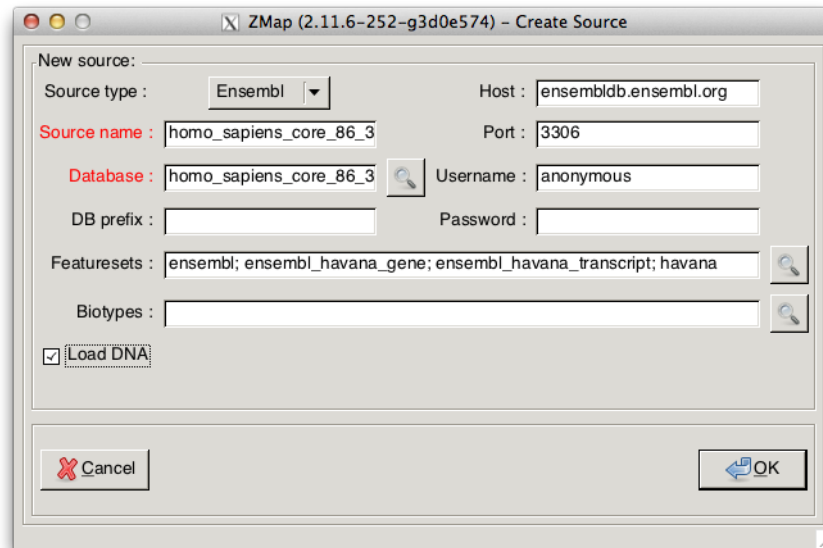 ZMap (2.11.6-252-g3d0e574) – Create Source
New source:
Source type : Ensembl Host : ensembldb.ensembl.org
Source name : homo_sapiens_core_86_3 Port : 3306
Database : homo_sapiens_core_86_3 Username : anonymous
DB prefix : Password :
Featuresets : ensembl; ensembl_havana_gene; ensembl_havana_transcript; havana
Biotypes :
Load DNA
Cancel OK